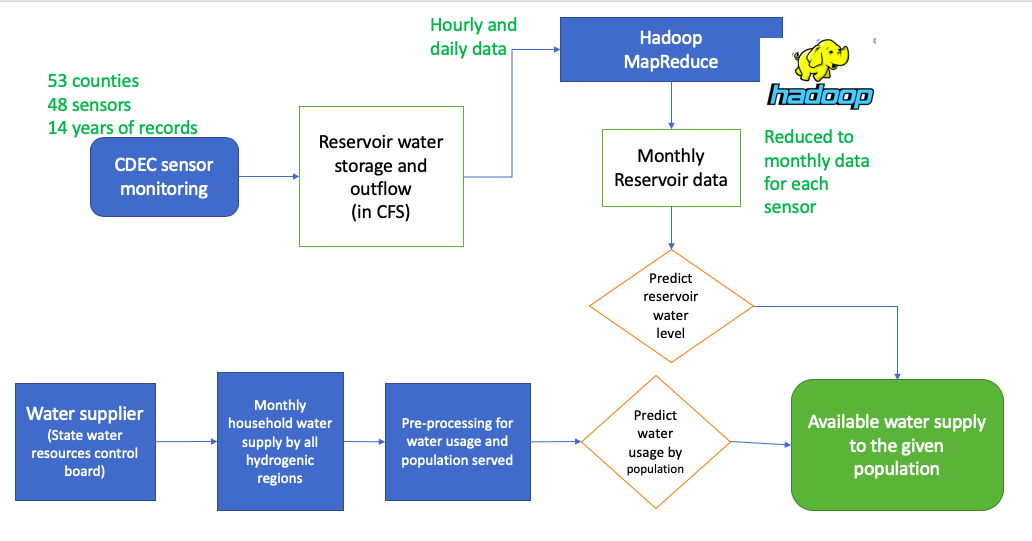 Hourly and
daily data
Hadoop
MapReduce
hadoop
53 counties
48 sensors
14 years of records
CDEC sensor
monitoring
Reservoir water
storage and
outflow
(in CFS)
Monthly
Reservoir data
Reduced to
monthly data
for each
sensor
Predict
reservoir
water
level
Water supplier
(State water
resources control
board)
Monthly
household water
supply by all
hydrogenic
regions
Pre-processing for
water usage and
population served
Predict
water
usage by
population
Available water supply
to the given
population